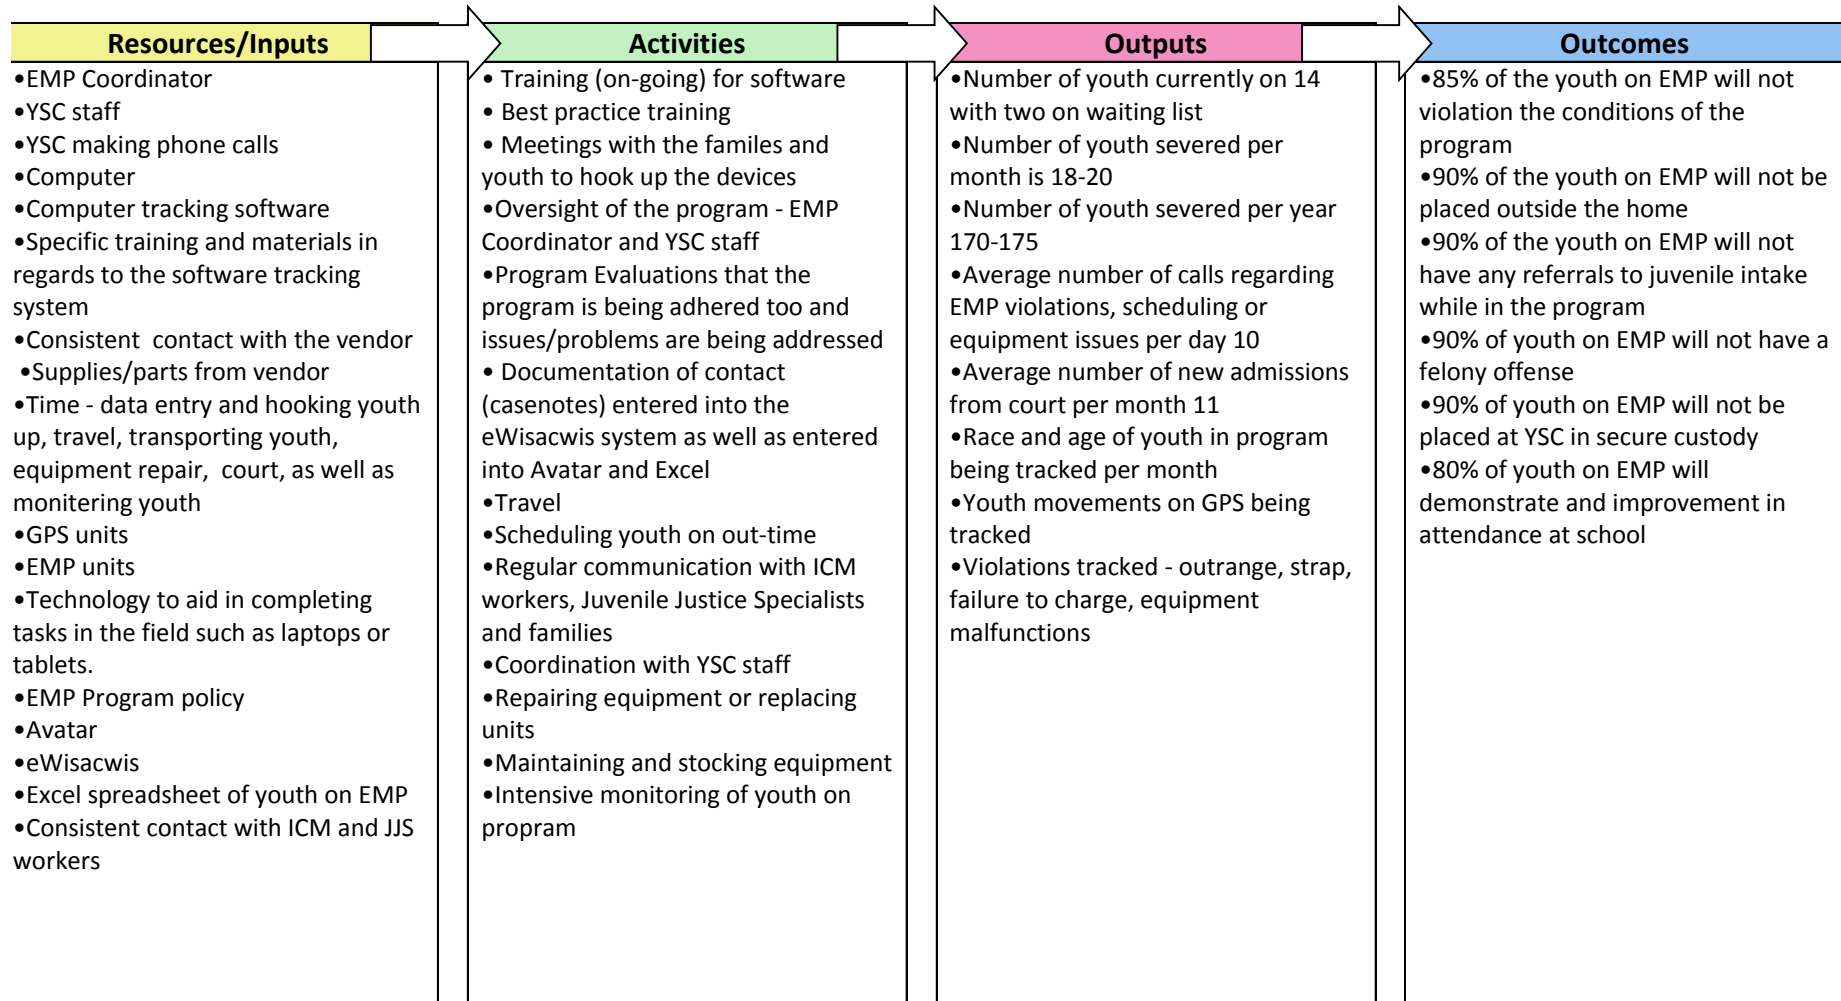 Resources/Inputs
•EMP Coordinator
•YSC staff
•YSC making phone calls
•Computer
•Computer tracking software
•Specific training and materials in
regards to the software tracking
system
•Consistent contact with the vendor
•Supplies/parts from vendor
•Time - data entry and hooking youth
up, travel, transporting youth,
equipment repair, court, as well as
monitering youth
•GPS units
•EMP units
•Technology to aid in completing
tasks in the field such as laptops or
tablets.
•EMP Program policy
•Avatar
•eWisacwis
•Excel spreadsheet of youth on EMP
•Consistent contact with ICM and JJS
workers
Activities
• Training (on-going) for software
• Best practice training
• Meetings with the familes and
youth to hook up the devices
•Oversight of the program - EMP
Coordinator and YSC staff
•Program Evaluations that the
program is being adhered too and
issues/problems are being addressed
• Documentation of contact
(casenotes) entered into the
eWisacwis system as well as entered
into Avatar and Excel
•Travel
•Scheduling youth on out-time
•Regular communication with ICM
workers, Juvenile Justice Specialists
and families
•Coordination with YSC staff
•Repairing equipment or replacing
units
•Maintaining and stocking equipment
•Intensive monitoring of youth on
propram
Outputs
•Number of youth currently on 14
with two on waiting list
•Number of youth severed per
month is 18-20
•Number of youth severed per year
170-175
•Average number of calls regarding
EMP violations, scheduling or
equipment issues per day 10
•Average number of new admissions
from court per month 11
•Race and age of youth in program
being tracked per month
•Youth movements on GPS being
tracked
•Violations tracked - outrange, strap,
failure to charge, equipment
malfunctions
Outcomes
•85% of the youth on EMP will not
violation the conditions of the
program
•90% of the youth on EMP will not be
placed outside the home
•90% of the youth on EMP will not
have any referrals to juvenile intake
while in the program
•90% of youth on EMP will not have a
felony offense
•90% of youth on EMP will not be
placed at YSC in secure custody
•80% of youth on EMP will
demonstrate and improvement in
attendance at school